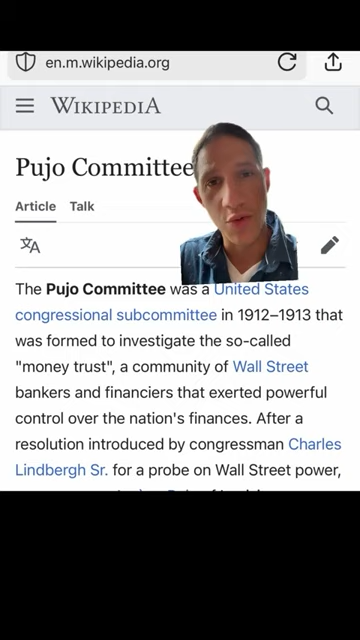 en.m.wikipedia.org
WIKIPEDIA
Pujo Committee
Article Talk
The Pujo Committee was a United States
congressional subcommittee in 1912–1913 that
was formed to investigate the so-called
"money trust", a community of Wall Street
bankers and financiers that exerted powerful
control over the nation's finances. After a
resolution introduced by congressman Charles
Lindbergh Sr. for a probe on Wall Street power,